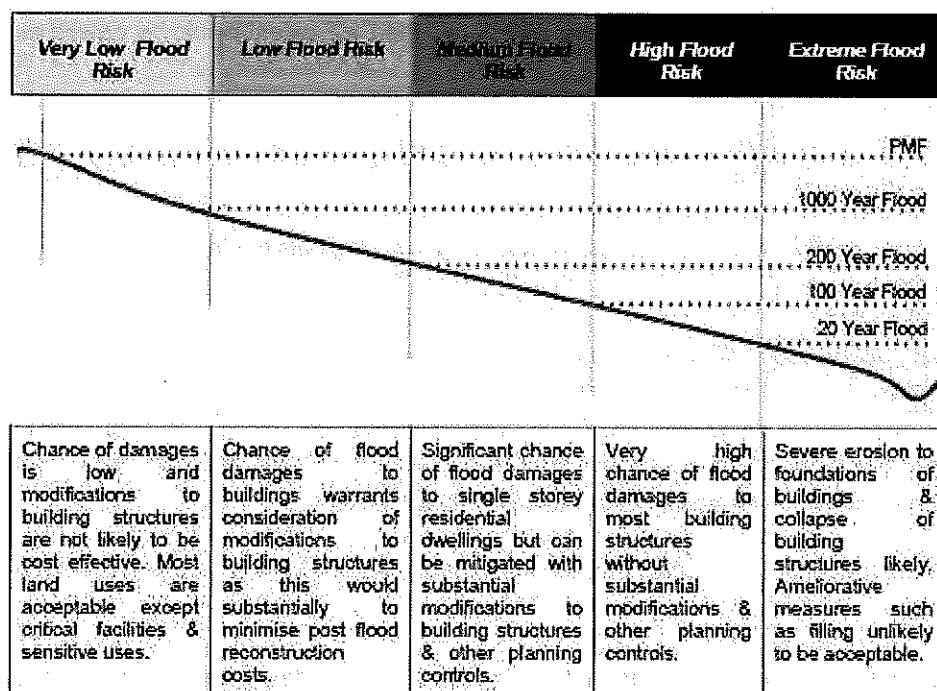 Very Low Flood
Risk
Low Flood Risk
Medium Flood
Risk
High Flood
Risk
Extreme Flood
Risk
PMF
1000 Year Flood
200 Year Flood
100 Year Flood
20 Year Flood
Chance of damages
is low and
modifications to
building structures
are not likely to be
cost effective. Most
land uses are
acceptable except
critical facilities &
sensitive uses.
Chance of flood
damages to
buildings warrants
consideration of
modifications to
building structures
as this would
substantially to
minimise post flood
reconstruction
costs.
Significant chance
of flood damages
to single storey
residential
dwellings but can
be mitigated with
substantial
modifications to
building structures
& other planning
controls.
Very high
chance of flood
damages to
most building
structures
without
substantial
modifications &
other planning
controls.
Severe erosion to
foundations of
buildings &
collapse of
building
structures likely.
Ameliorative
measures such
as filling unlikely
to be acceptable.